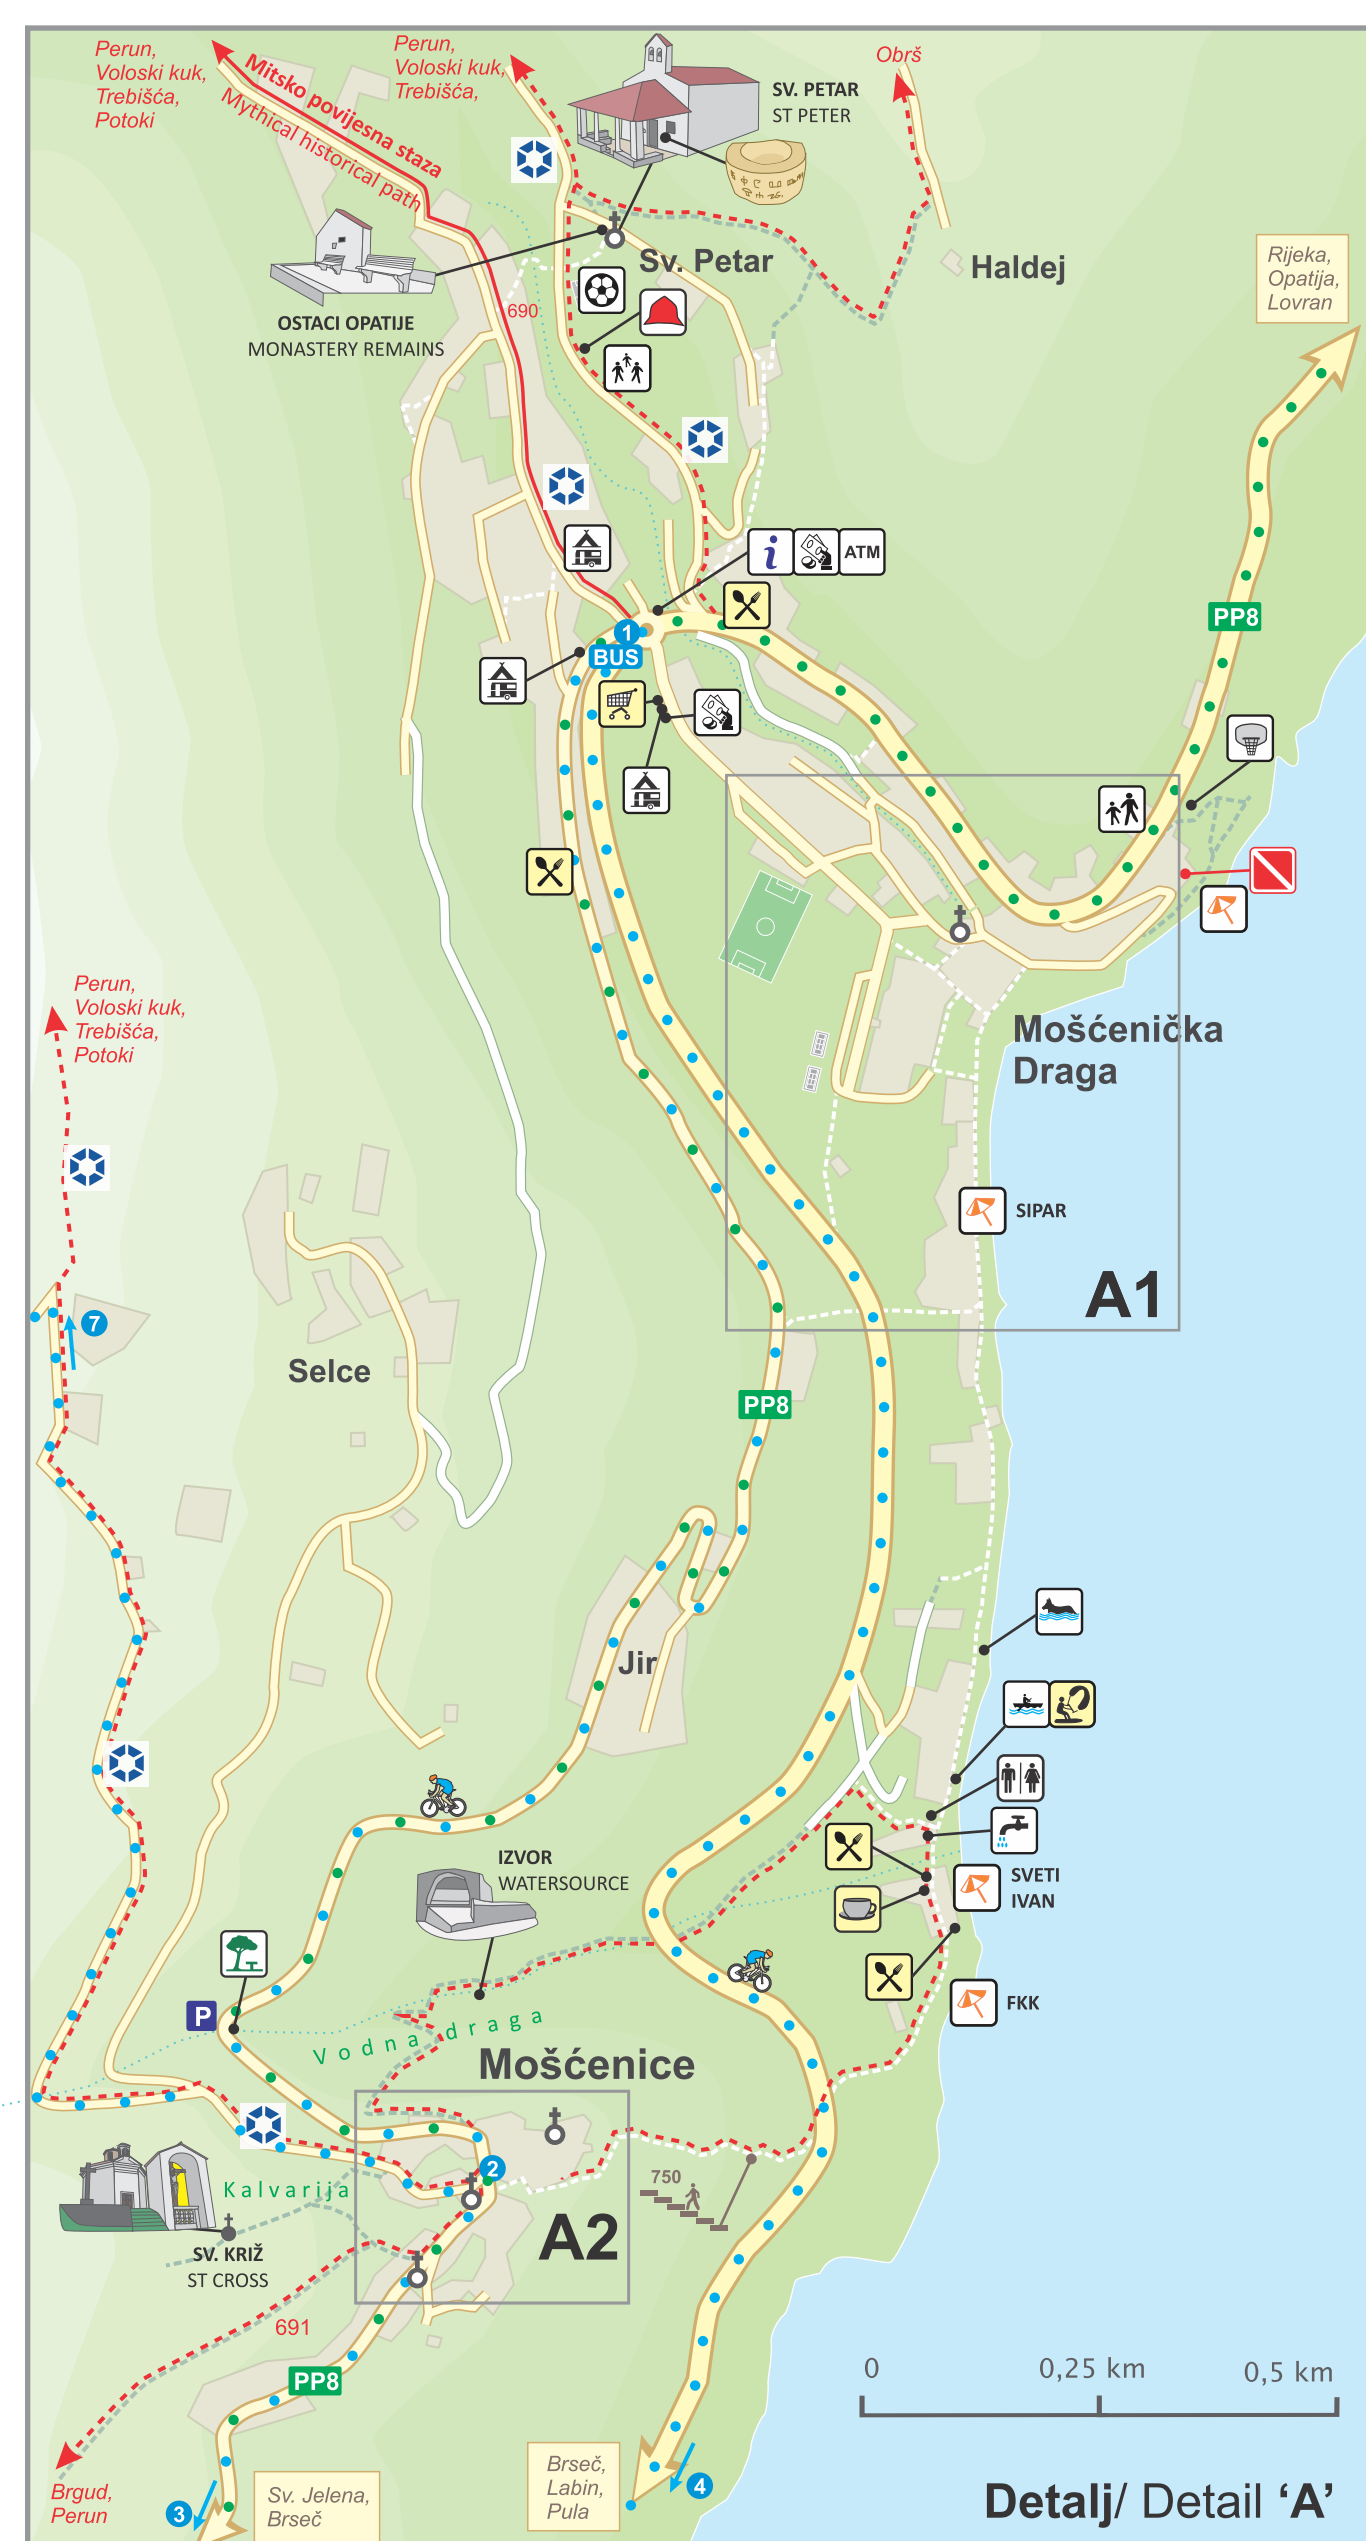 Perun,
Voloski kuk,
Trebišća,
Potoki
Mitsko povijesna staza
Mythical historical path
Perun,
Voloski kuk,
Trebišća,
SV. PETAR
ST PETER
Obrš
Sv. Petar
Haldej
Rijeka,
Opatija,
Lovran
OSTACI OPATIJE
MONASTERY REMAINS
690
i
ATM
PP8
1
BUS
Perun,
Voloski kuk,
Trebišća,
Potoki
Mošćenička
Draga
SIPAR
A1
7
Selce
PP8
Jir
IZVOR
WATERSOURCE
SVETI
IVAN
FKK
P
Vodna draga
Mošćenice
750
2
Kalvarija
A2
SV. KRIŽ
ST CROSS
691
PP8
0
0,25 km
0,5 km
Brgud,
Perun
3
Sv. Jelena,
Brseč
Brseč,
Labin,
Pula
4
Detalj/ Detail ‘A’